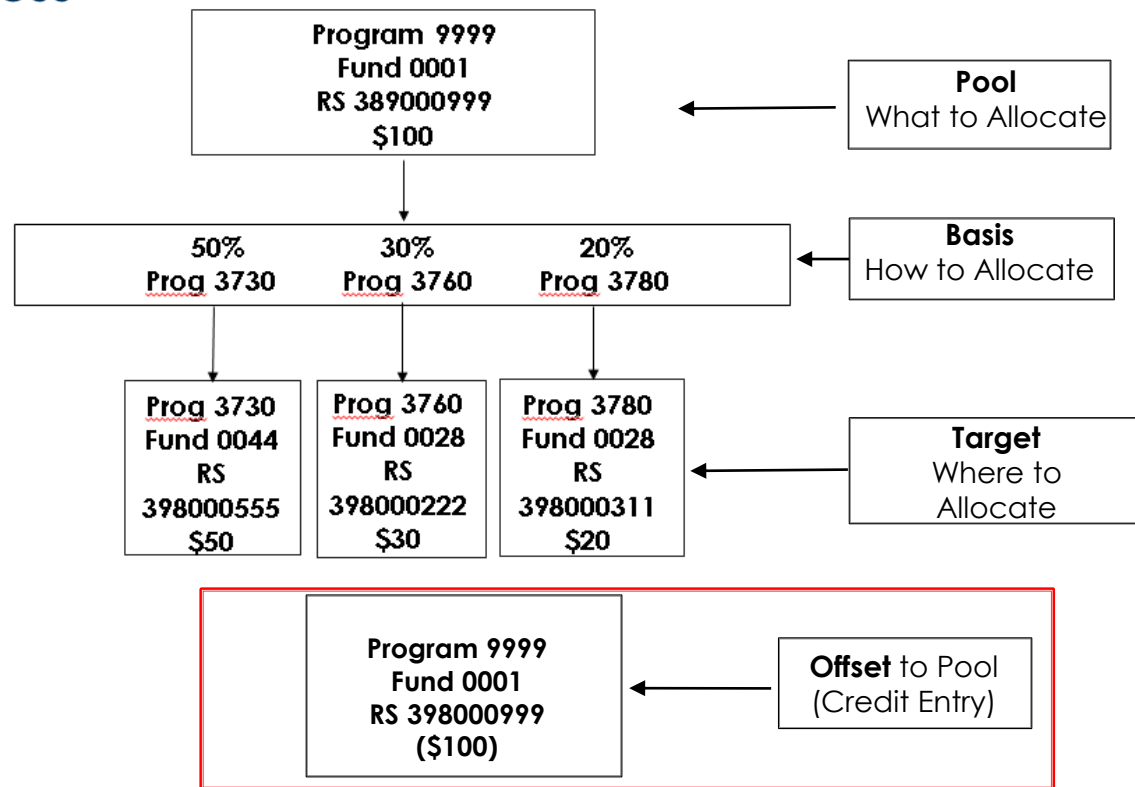 Program 9999
Fund 0001
RS 389000999
$100
Pool
What to Allocate
50%
Prog 3730
30%
Prog 3760
20%
Prog 3780
Basis
How to Allocate
Prog 3730
Fund 0044
RS
398000555
$50
Prog 3760
Fund 0028
RS
398000222
$30
Prog 3780
Fund 0028
RS
398000311
$20
Target
Where to
Allocate
Program 9999
Fund 0001
RS 398000999
($100)
Offset to Pool
(Credit Entry)